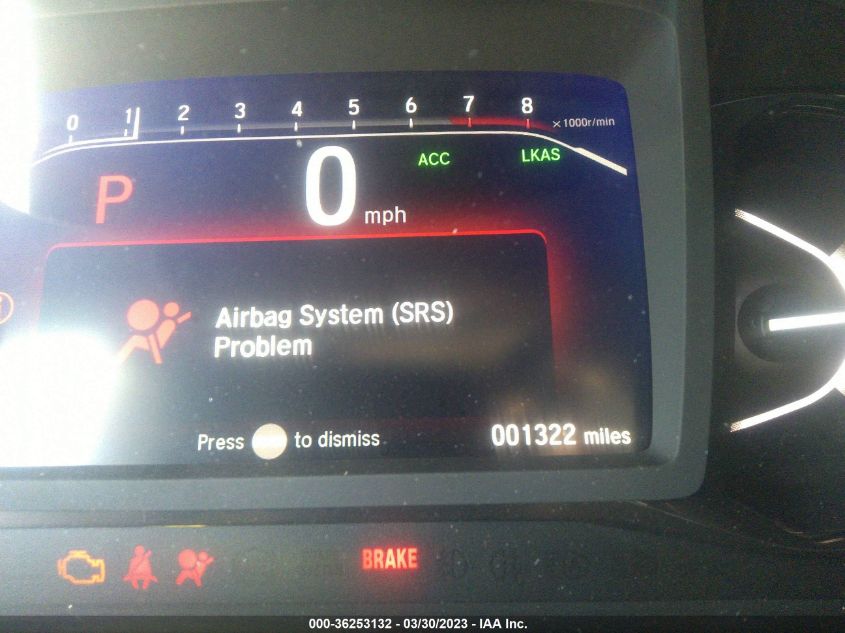 0 1 2 3 4 5 6 7 8 ×1000r/min
ACC LKAS
P 0 mph
Airbag System (SRS)
Problem
Press to dismiss
001322 miles
BRAKE
000-36253132 - 03/30/2023 - IAA Inc.